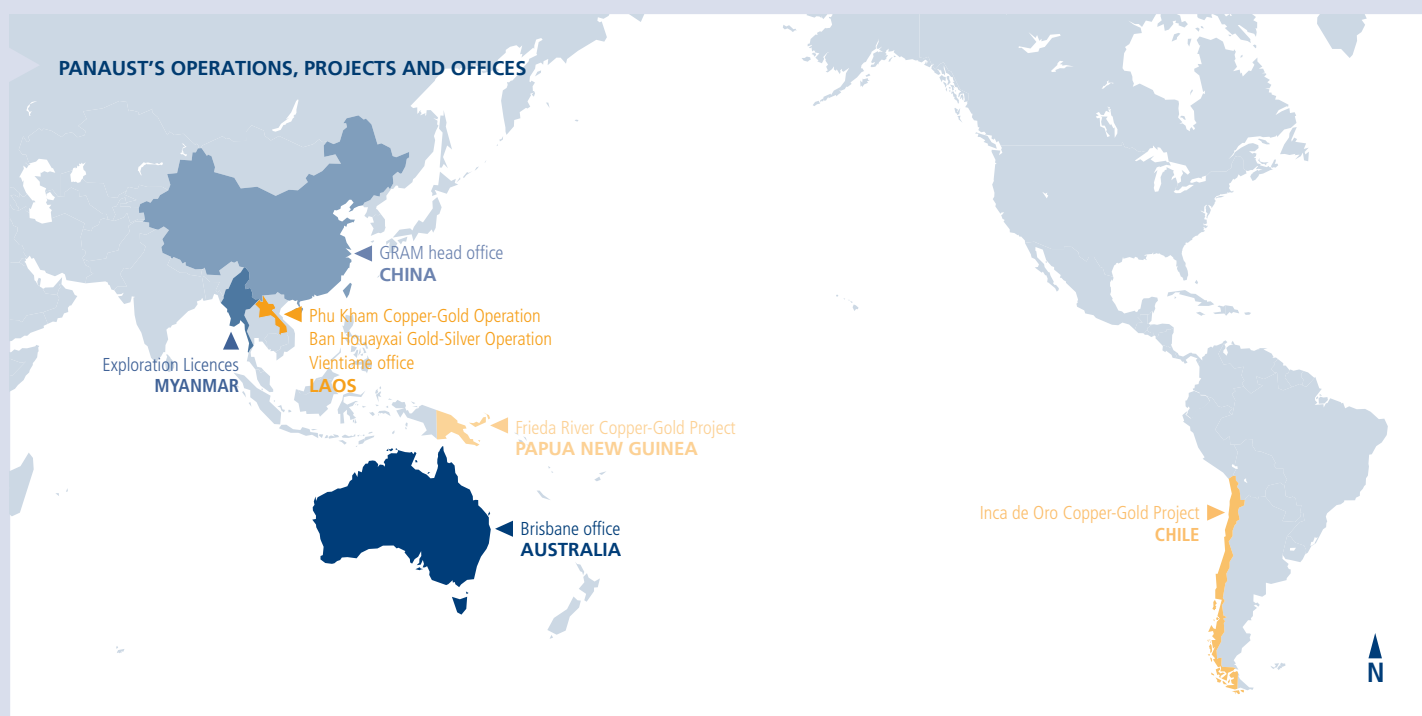 PANAUST'S OPERATIONS, PROJECTS AND OFFICES
GRAM head office
CHINA
Phu Kham Copper-Gold Operation
Ban Houayxai Gold-Silver Operation
Vientiane office
LAOS
Exploration Licences
MYANMAR
Frieda River Copper-Gold Project
PAPUA NEW GUINEA
Brisbane office
AUSTRALIA
Inca de Oro Copper-Gold Project
CHILE
N